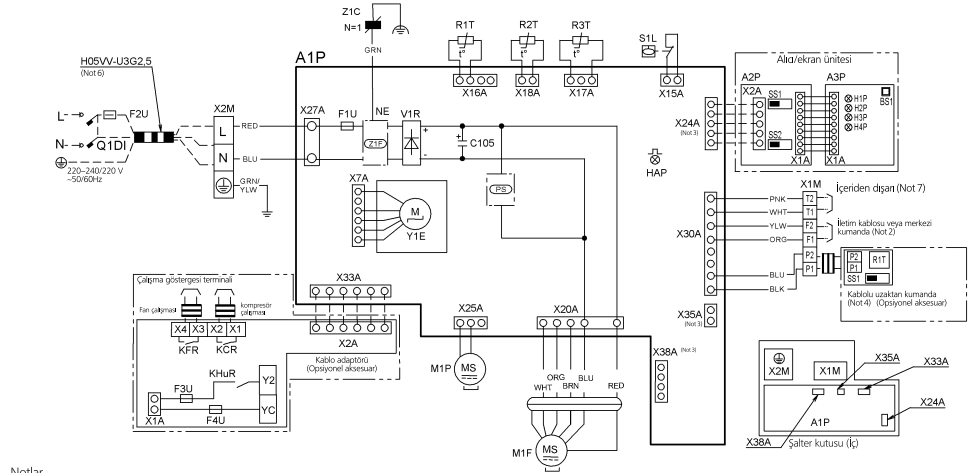 Z1C
N=1
GRN
R1T
t°
X16A
R2T
t°
X18A
R3T
t°
X17A
S1L
X15A
A1P
H05VV-U3G2,5
(Not 6)
L
F2U
N
Q1DI
220~240/220 V
~50/60Hz
X2M
L
N
RED
BLU
GRN/
YLW
X27A
F1U
NE
Z1F
V1R
+
-
+
C105
PS
HAP
X7A
M
Y1E
X24A
(Not 3)
Alıcı/ekran ünitesi
A2P
X2A
SS1
SS2
X1A
A3P
H1P
H2P
H3P
H4P
BS1
X1A
X30A
PNK
WHT
YLW
ORG
BLU
BLK
X1M
T2
T1
F2
F1
P2
P1
İçeriden dışarı (Not 7)
İletim kablosu veya merkezi
kumanda (Not 2)
P2
P1
R1T
SS1
Kablolu uzaktan kumanda
(Not 4) (Opsiyonel aksesuar)
X35A
(Not 3)
X38A (Not 3)
Çalışma göstergesi terminali
Fan çalışması
kompresör
çalışması
X4
X3
X2
X1
KFR
KCR
X33A
X2A
Kablo adaptörü
(Opsiyonel aksesuar)
KHuR
F3U
Y2
X1A
F4U
YC
X25A
M1P
MS
X20A
WHT
ORG
BRN
BLU
RED
M1F
MS
X2M
X1M
X35A
X33A
X24A
A1P
X38A
Şalter kutusu (İç)
Notlar